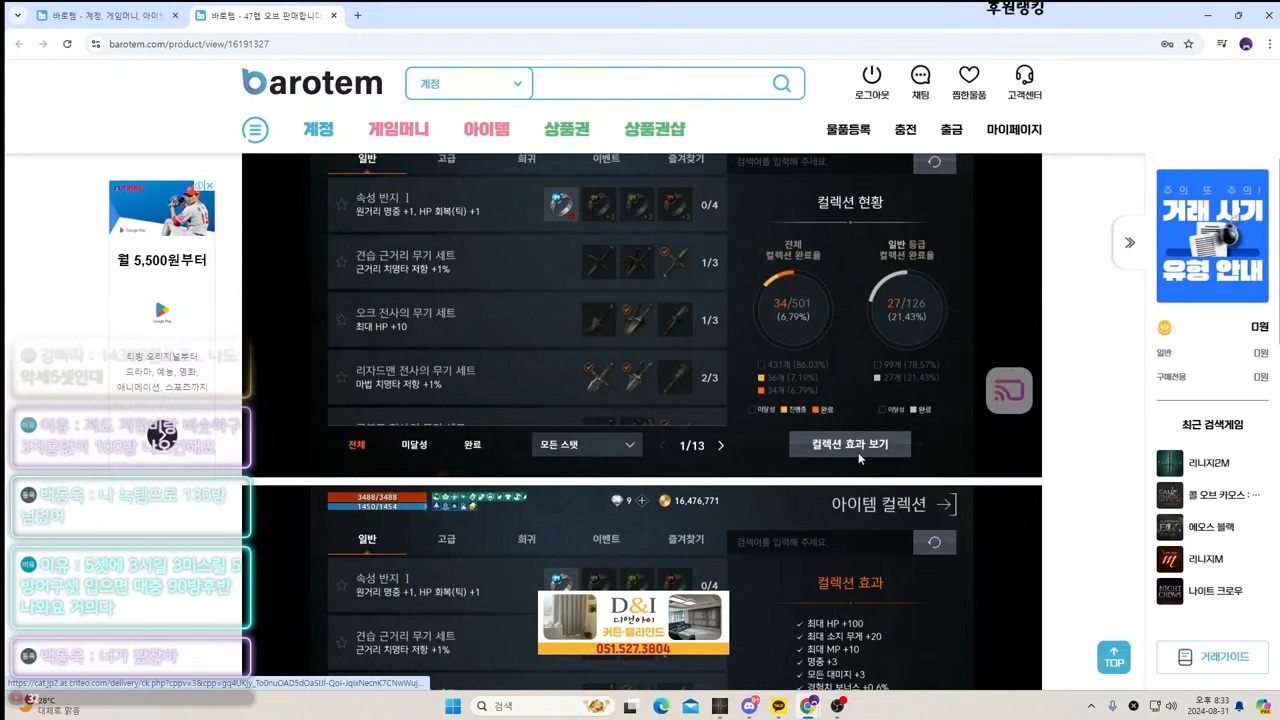 후원랭킹
바로템 - 계정, 게임머니, 아이템
바로템 - 47렙 오브 판매합니다
barotem.com/product/view/16191327
barotem
계정
로그아웃
채팅
찜한물품
고객센터
계정
게임머니
아이템
상품권
상품권샵
물품등록
충전
출금
마이페이지
TVING
월 5,500원부터
Google Play
티빙 오리지널부터
드라마, 예능, 영화,
애니메이션, 스포츠까지
일반
고급
희귀
이벤트
즐겨찾기
검색어를 입력해 주세요.
속성 반지 I
원거리 명중 +1, HP 회복(틱) +1
0/4
견습 근거리 무기 세트
근거리 치명타 저항 +1%
1/3
오크 전사의 무기 세트
최대 HP +10
1/3
리자드맨 전사의 무기 세트
마법 치명타 저항 +1%
2/3
컬렉션 현황
전체
컬렉션 완료율
일반 등급
컬렉션 완료율
34/501
(6,79%)
27/126
(21,43%)
431개 (86,03%)
36개 (7,19%)
34개 (6,79%)
99개 (78,57%)
27개 (21,43%)
미달성
진행중
완료
미달성
완료
전체
미달성
완료
모든 스탯
1/13
컬렉션 효과 보기
3488/3488
1450/1454
9
16,476,771
아이템 컬렉션
일반
고급
희귀
이벤트
즐겨찾기
검색어를 입력해 주세요.
속성 반지 I
원거리 명중 +1, HP 회복(틱) +1
0/4
견습 근거리 무기 세트
근거리 치명타 저항 +1%
컬렉션 효과
최대 HP +100
최대 소지 무게 +20
최대 MP +10
명중 +3
모든 대미지 +3
경험치 보너스 +0,6%
D&I
디앤아이
커튼·블라인드
051.527.3804
주의 또 주의!
거래 사기
유형 안내
0원
일반
0원
구매전용
0원
최근 검색게임
리니지2M
콜 오브 카오스 : …
에오스 블랙
리니지M
나이트 크로우
TOP
거래가이드
백동욱 : 나 녹템으로 130방
넘었어
이유 : 5셋에 3시길 3미스릴 5
방어구셋 입으면 대충 90방후반
나와요 거의다
28°C
대체로 맑음
검색
오후 8:33
2024-08-31